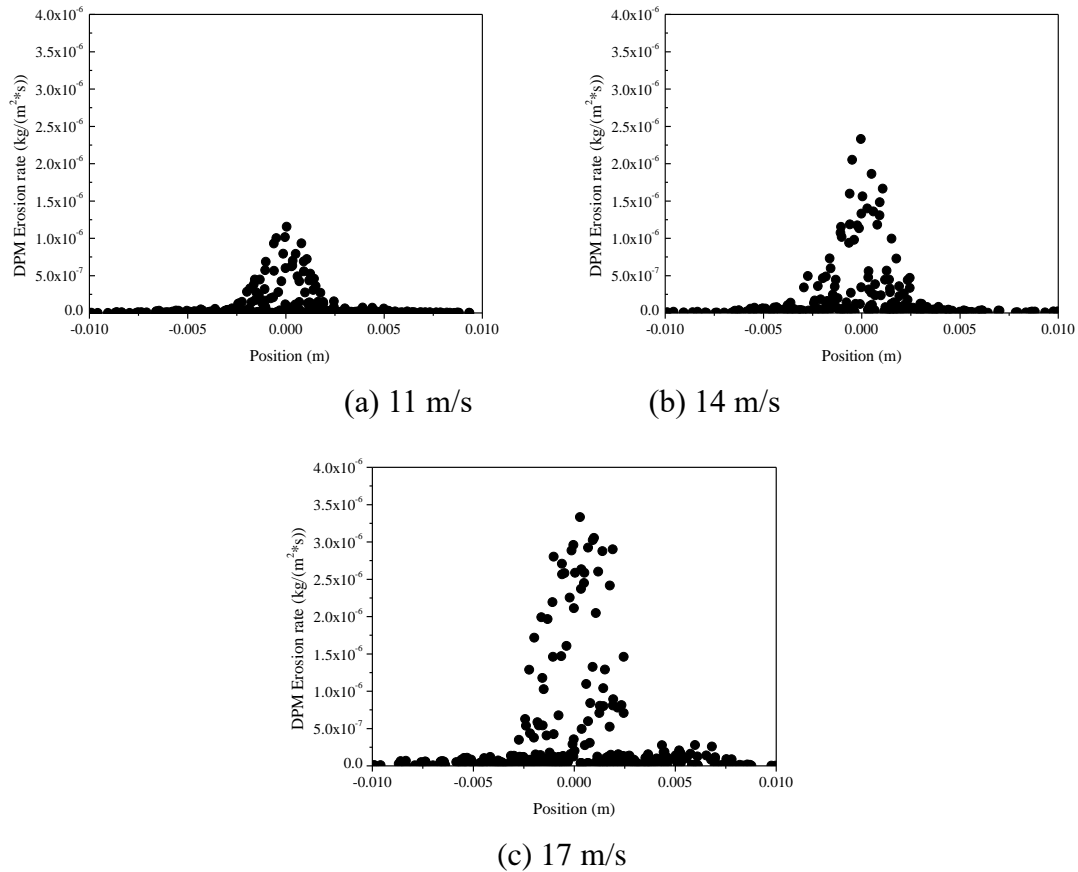 4.0x10⁻⁶
3.5x10⁻⁶
3.0x10⁻⁶
2.5x10⁻⁶
2.0x10⁻⁶
1.5x10⁻⁶
1.0x10⁻⁶
5.0x10⁻⁷
0.0
DPM Erosion rate (kg/(m²*s))
-0.010 -0.005 0.000 0.005 0.010
Position (m)
(a) 11 m/s
4.0x10⁻⁶
3.5x10⁻⁶
3.0x10⁻⁶
2.5x10⁻⁶
2.0x10⁻⁶
1.5x10⁻⁶
1.0x10⁻⁶
5.0x10⁻⁷
0.0
DPM Erosion rate (kg/(m²*s))
-0.010 -0.005 0.000 0.005 0.010
Position (m)
(b) 14 m/s
4.0x10⁻⁶
3.5x10⁻⁶
3.0x10⁻⁶
2.5x10⁻⁶
2.0x10⁻⁶
1.5x10⁻⁶
1.0x10⁻⁶
5.0x10⁻⁷
0.0
DPM Erosion rate (kg/(m²*s))
-0.010 -0.005 0.000 0.005 0.010
Position (m)
(c) 17 m/s